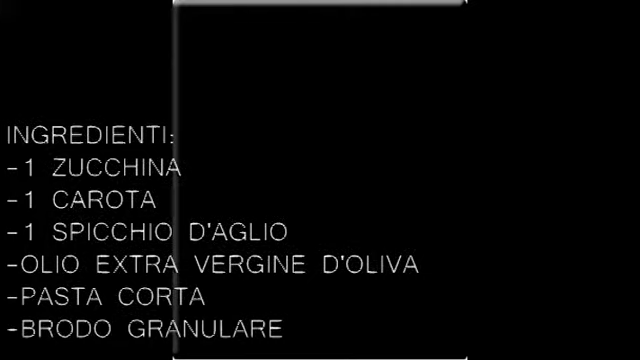 INGREDIENTI:
-1 ZUCCHINA
-1 CAROTA
-1 SPICCHIO D'AGLIO
-OLIO EXTRA VERGINE D'OLIVA
-PASTA CORTA
-BRODO GRANULARE